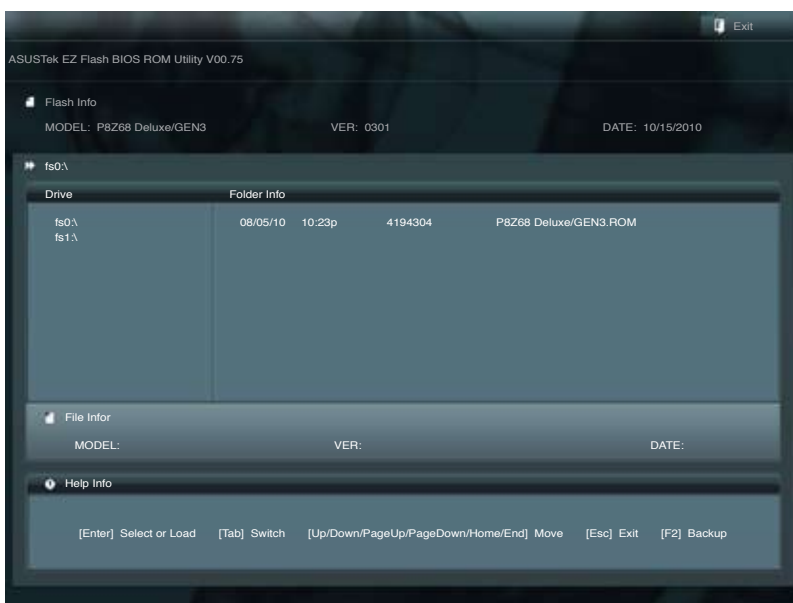 Exit
ASUSTek EZ Flash BIOS ROM Utility V00.75
Flash Info
MODEL: P8Z68 Deluxe/GEN3 VER: 0301 DATE: 10/15/2010
fs0:\
Drive Folder Info
fs0:\ 08/05/10 10:23p 4194304 P8Z68 Deluxe/GEN3.ROM
fs1:\
File Infor
MODEL: VER: DATE:
Help Info
[Enter] Select or Load [Tab] Switch [Up/Down/PageUp/PageDown/Home/End] Move [Esc] Exit [F2] Backup